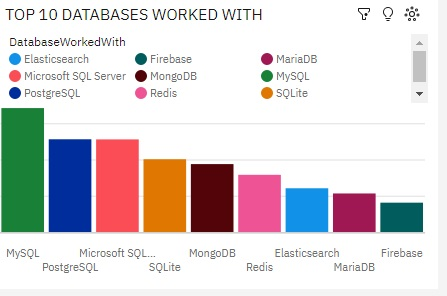 TOP 10 DATABASES WORKED WITH
DatabaseWorkedWith
Elasticsearch Firebase MariaDB
Microsoft SQL Server MongoDB MySQL
PostgreSQL Redis SQLite
MySQL Microsoft SQL... MongoDB Elasticsearch Firebase
PostgreSQL SQLite Redis MariaDB